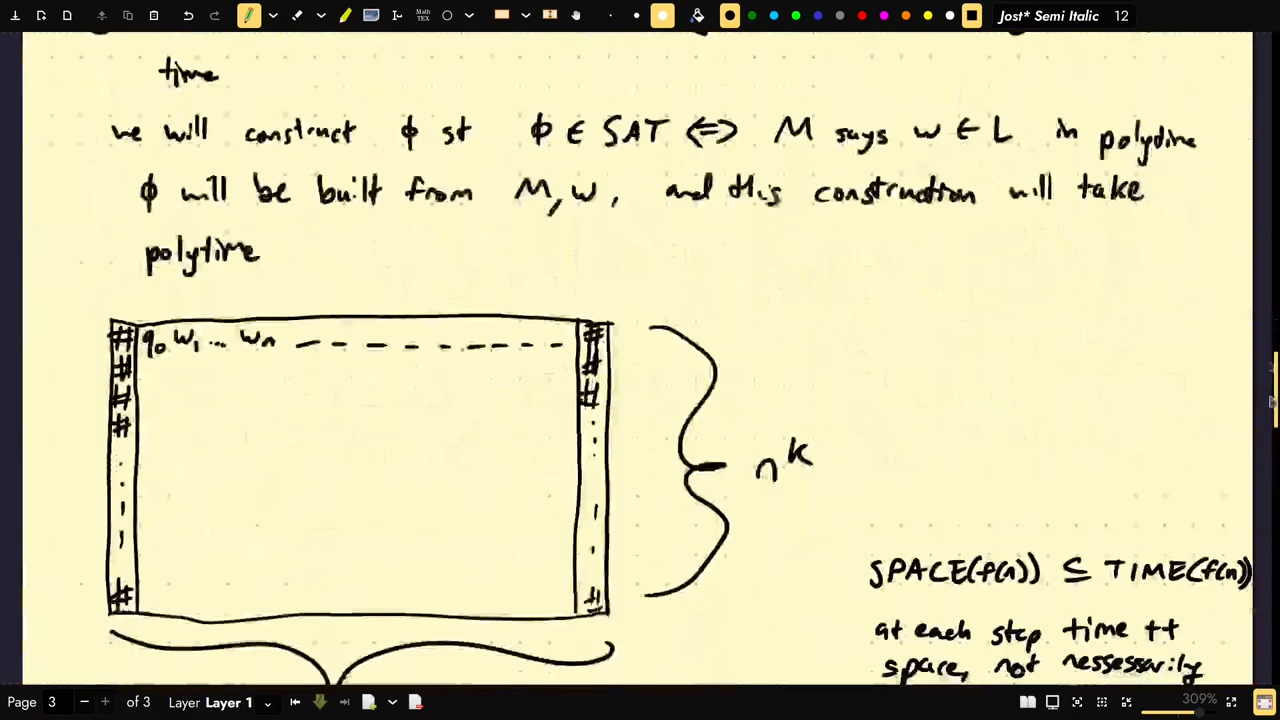 Math
TEX
Jost* Semi Italic 12
time
we will construct ϕ st ϕ ∈ SAT <=> M says w ∈ L in polytime
ϕ will be built from M, w, and this construction will take
polytime
# q₀ w₁ ... wₙ - - - - - - - - #
# #
# #
#
n^k
# #
SPACE(f(n)) ⊆ TIME(f(n))
at each step time ++
space, not nessessarily
Page 3 of 3 Layer Layer 1 309%